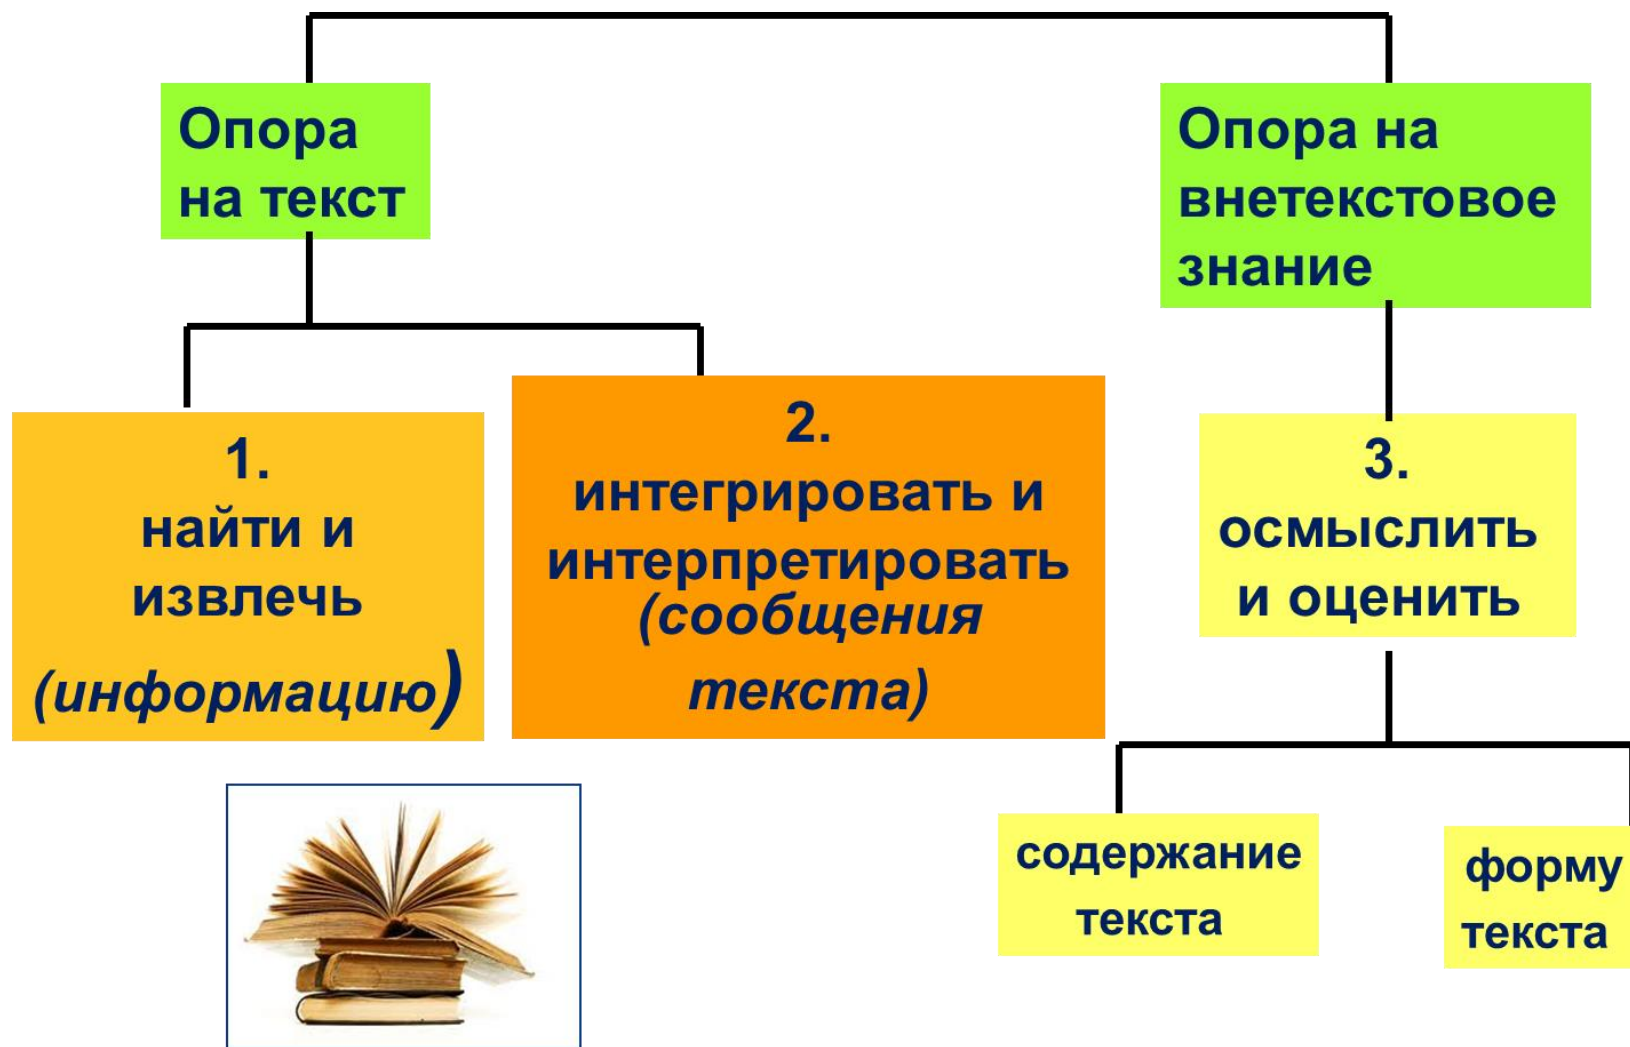 Опора
на текст
Опора на
внетекстовое
знание
1.
найти и
извлечь
(информацию)
2.
интегрировать и
интерпретировать
(сообщения
текста)
3.
осмыслить
и оценить
содержание
текста
форму
текста